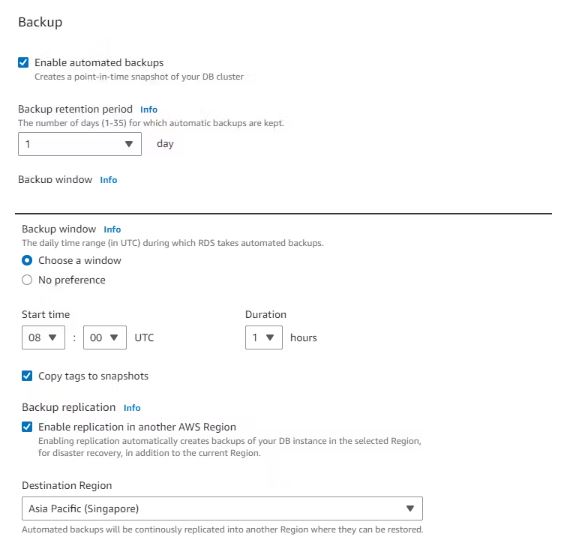 Backup
Enable automated backups
Creates a point-in-time snapshot of your DB cluster
Backup retention period Info
The number of days (1-35) for which automatic backups are kept.
1 day
Backup window Info
Backup window Info
The daily time range (in UTC) during which RDS takes automated backups.
Choose a window
No preference
Start time Duration
08 : 00 UTC 1 hours
Copy tags to snapshots
Backup replication Info
Enable replication in another AWS Region
Enabling replication automatically creates backups of your DB instance in the selected Region,
for disaster recovery, in addition to the current Region.
Destination Region
Asia Pacific (Singapore)
Automated backups will be continously replicated into another Region where they can be restored.